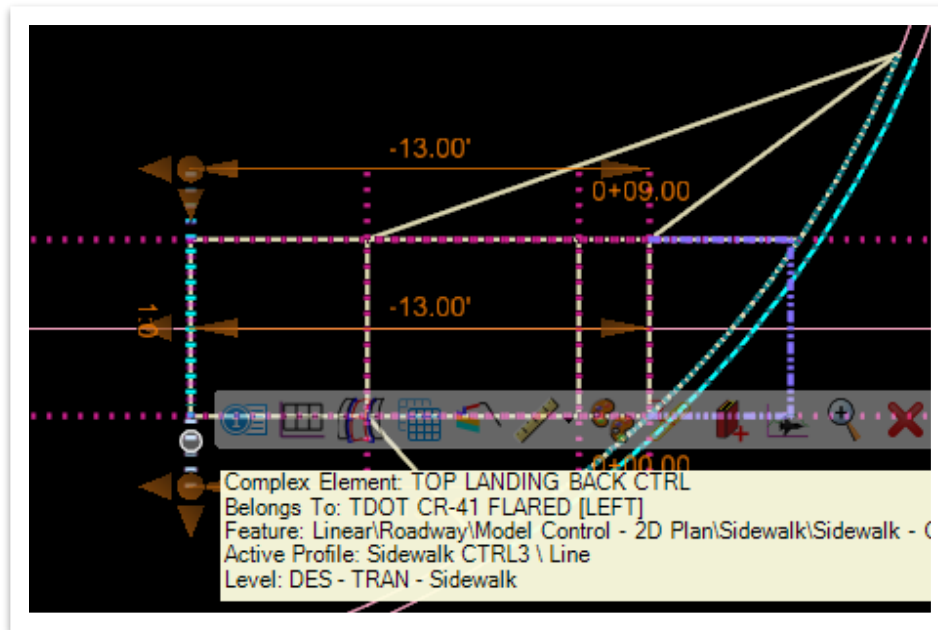 -13.00'
0+09.00
-13.00'
0+00.00
Complex Element: TOP LANDING BACK CTRL
Belongs To: TDOT CR-41 FLARED [LEFT]
Feature: Linear\Roadway\Model Control - 2D Plan\Sidewalk\Sidewalk - C
Active Profile: Sidewalk CTRL3 \ Line
Level: DES - TRAN - Sidewalk